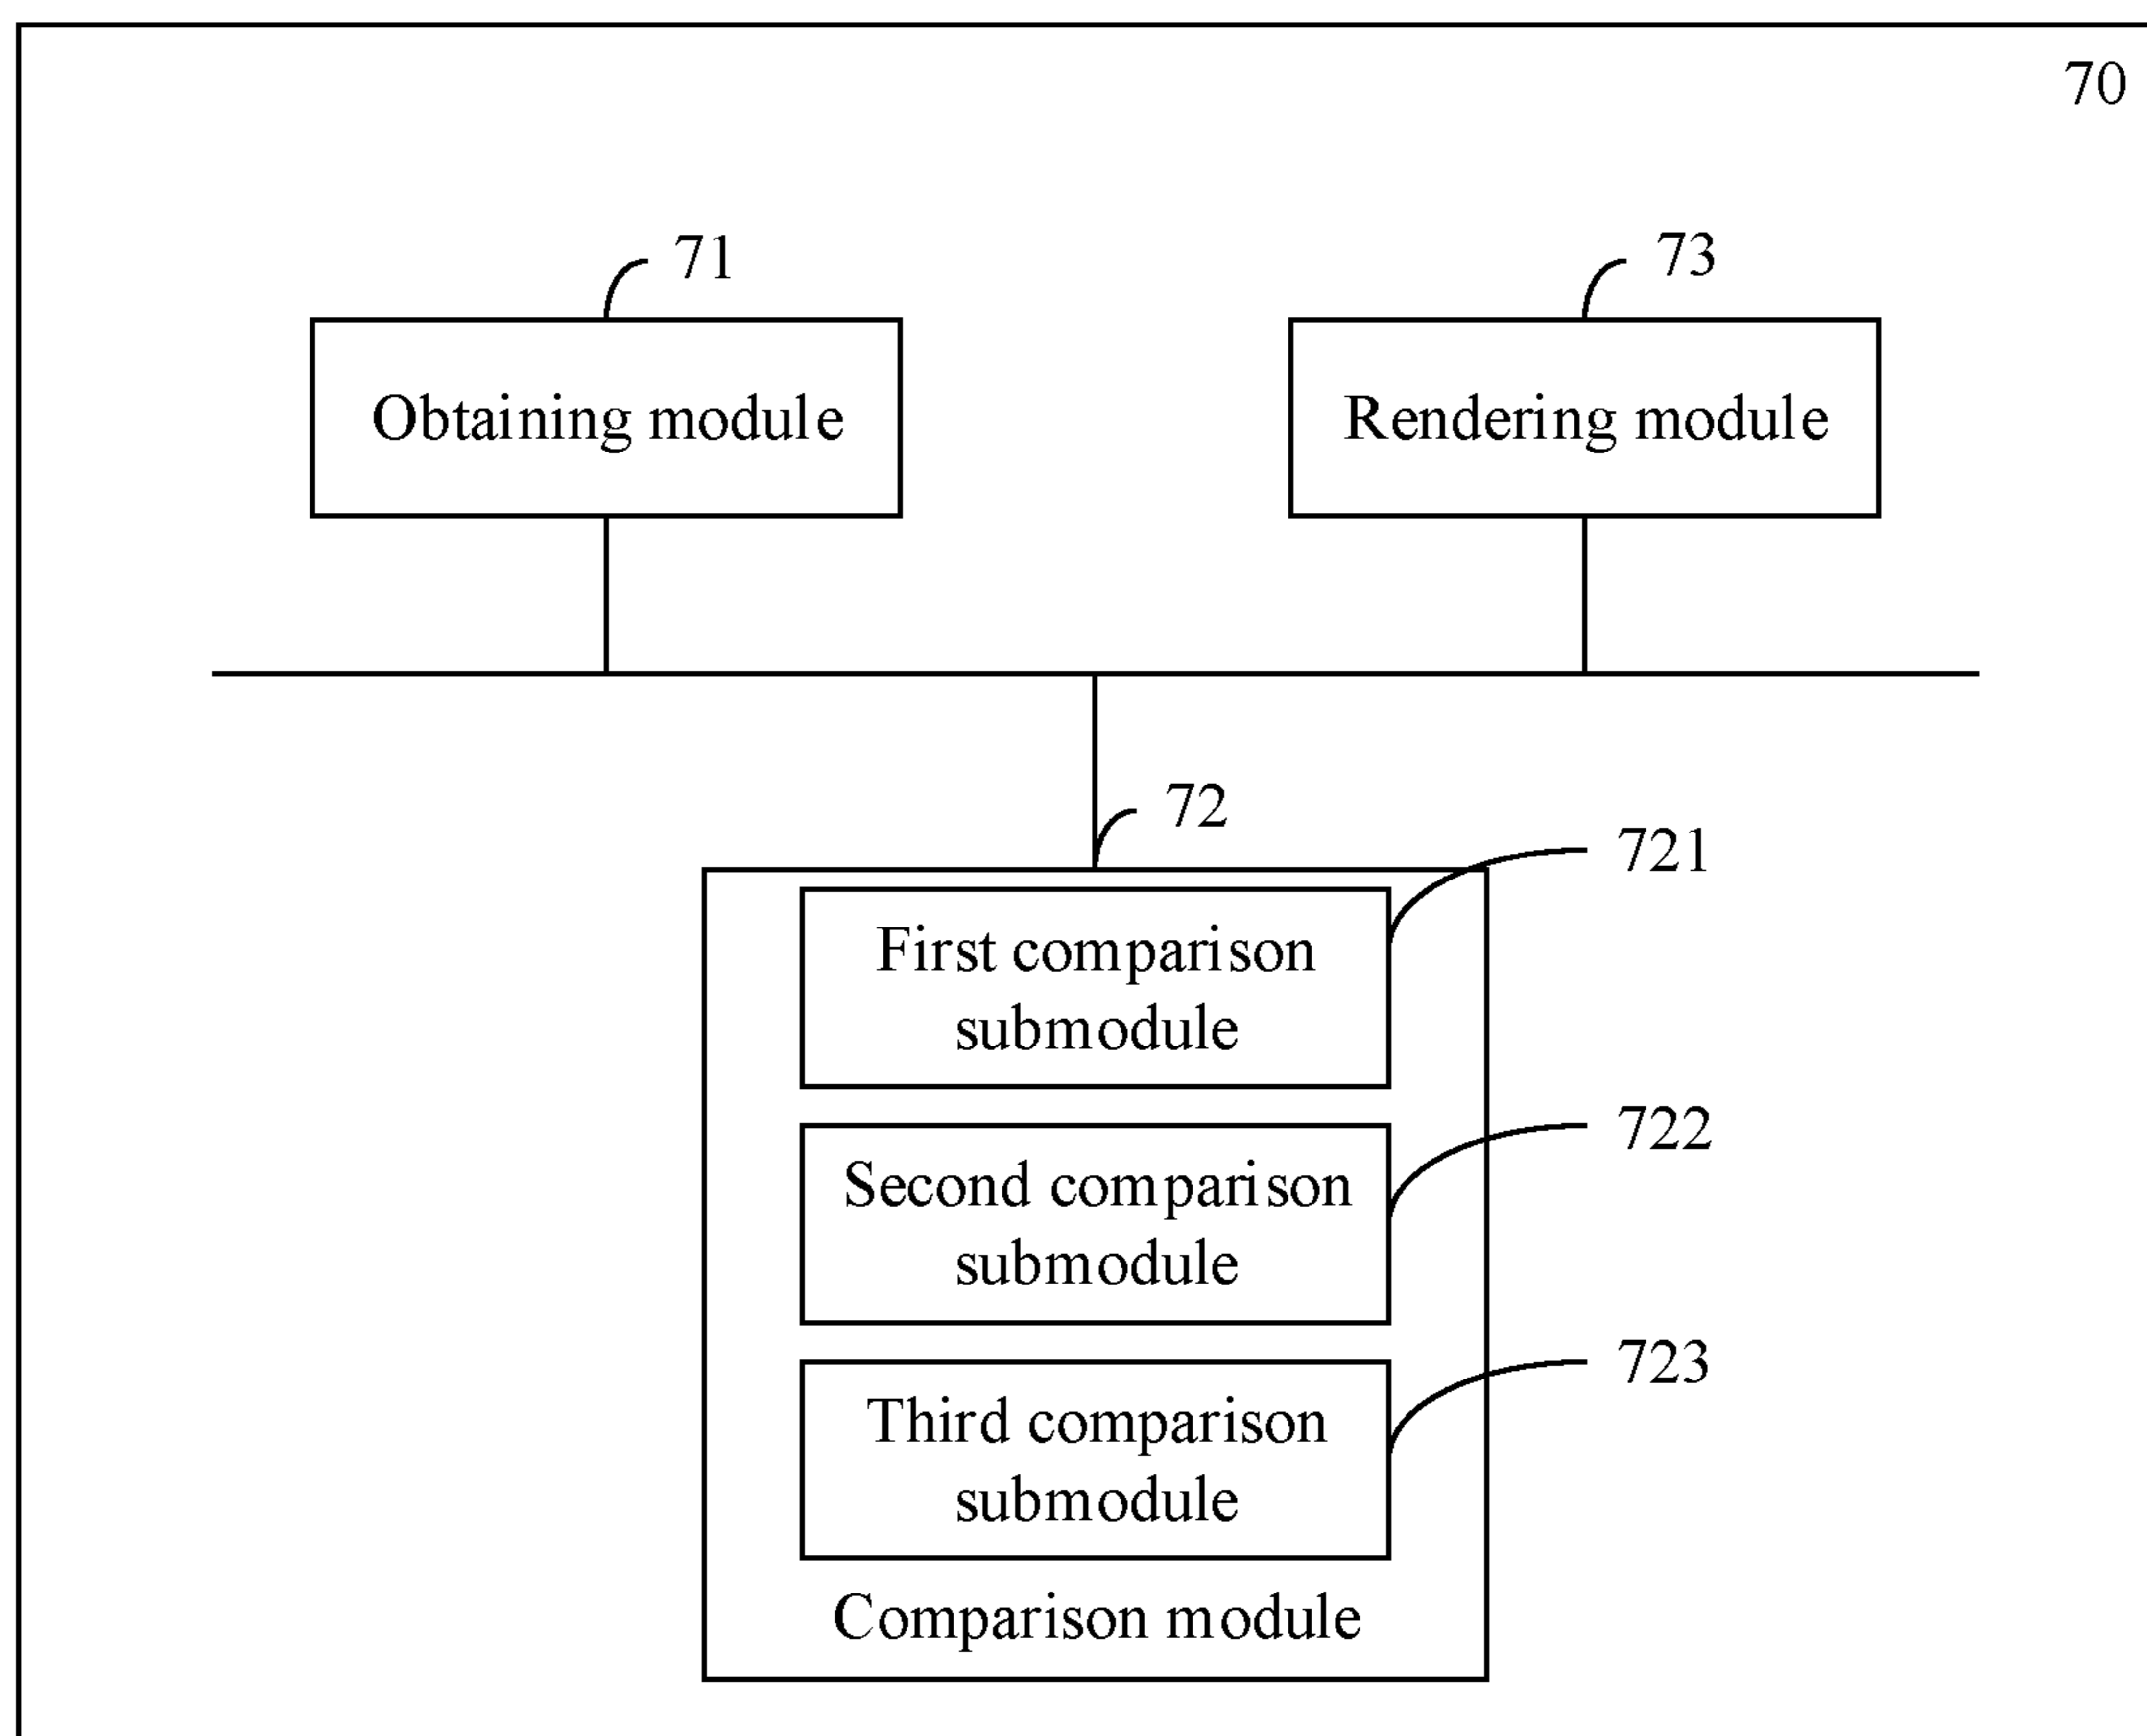 70
71
73
Obtaining module
Rendering module
72
721
First comparison
submodule
722
Second comparison
submodule
723
Third comparison
submodule
Comparison module